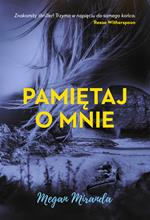 Znakomity thriller! Trzyma w napięciu do samego końca.
Reese Witherspoon
PAMIĘTAJ
O MNIE
Megan Miranda